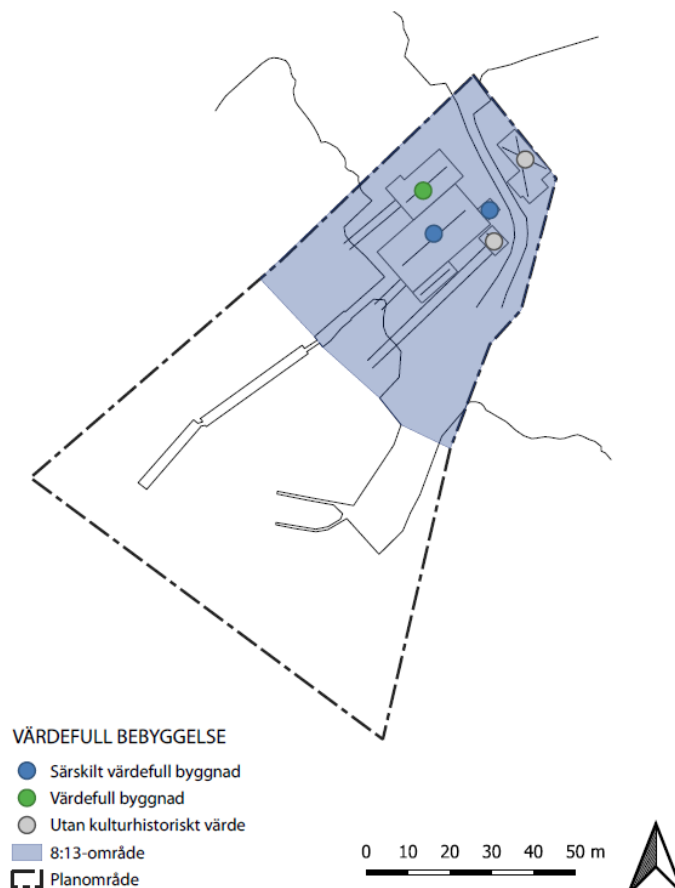 VÄRDEFULL BEBYGGELSE
Särskilt värdefull byggnad
Värdefull byggnad
Utan kulturhistoriskt värde
8:13-område
Planområde
0 10 20 30 40 50 m